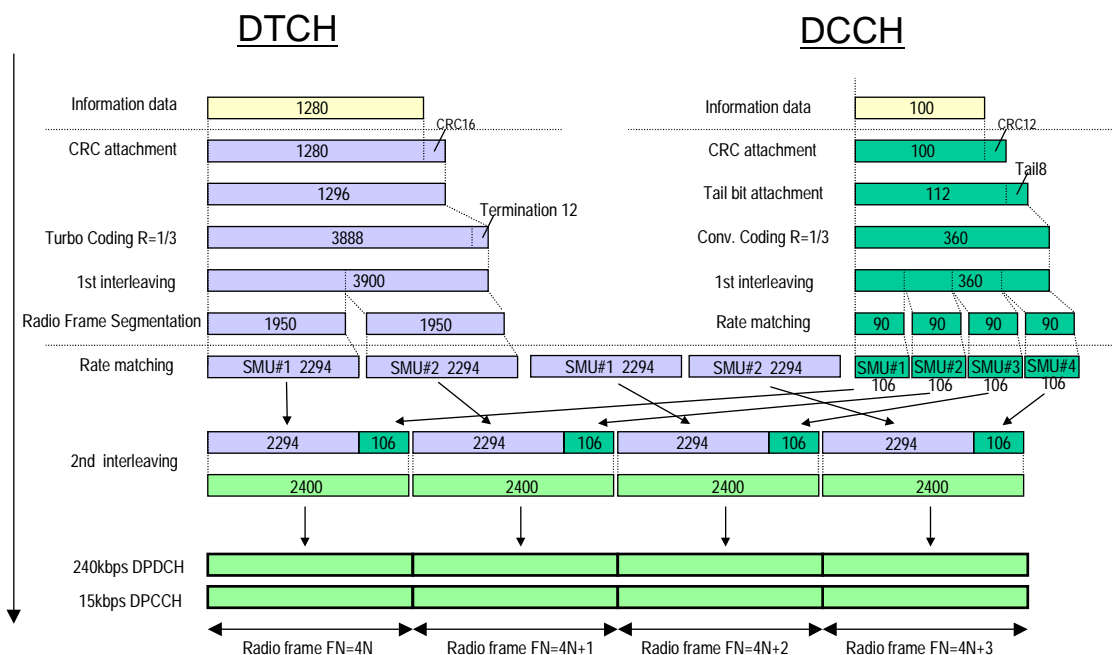 DTCH DCCH
Information data 1280 Information data 100
CRC16 CRC12
CRC attachment 1280 CRC attachment 100
Tail8
1296 Tail bit attachment 112
Termination 12
Turbo Coding R=1/3 3888 Conv. Coding R=1/3 360
1st interleaving 3900 1st interleaving 360
Radio Frame Segmentation 1950 1950 Rate matching 90 90 90 90
Rate matching SMU#1 2294 SMU#2 2294 SMU#1 2294 SMU#2 2294 SMU#1 SMU#2 SMU#3 SMU#4
106 106 106 106
2294 106 2294 106 2294 106 2294 106
2nd interleaving
2400 2400 2400 2400
240kbps DPDCH
15kbps DPCCH
Radio frame FN=4N Radio frame FN=4N+1 Radio frame FN=4N+2 Radio frame FN=4N+3